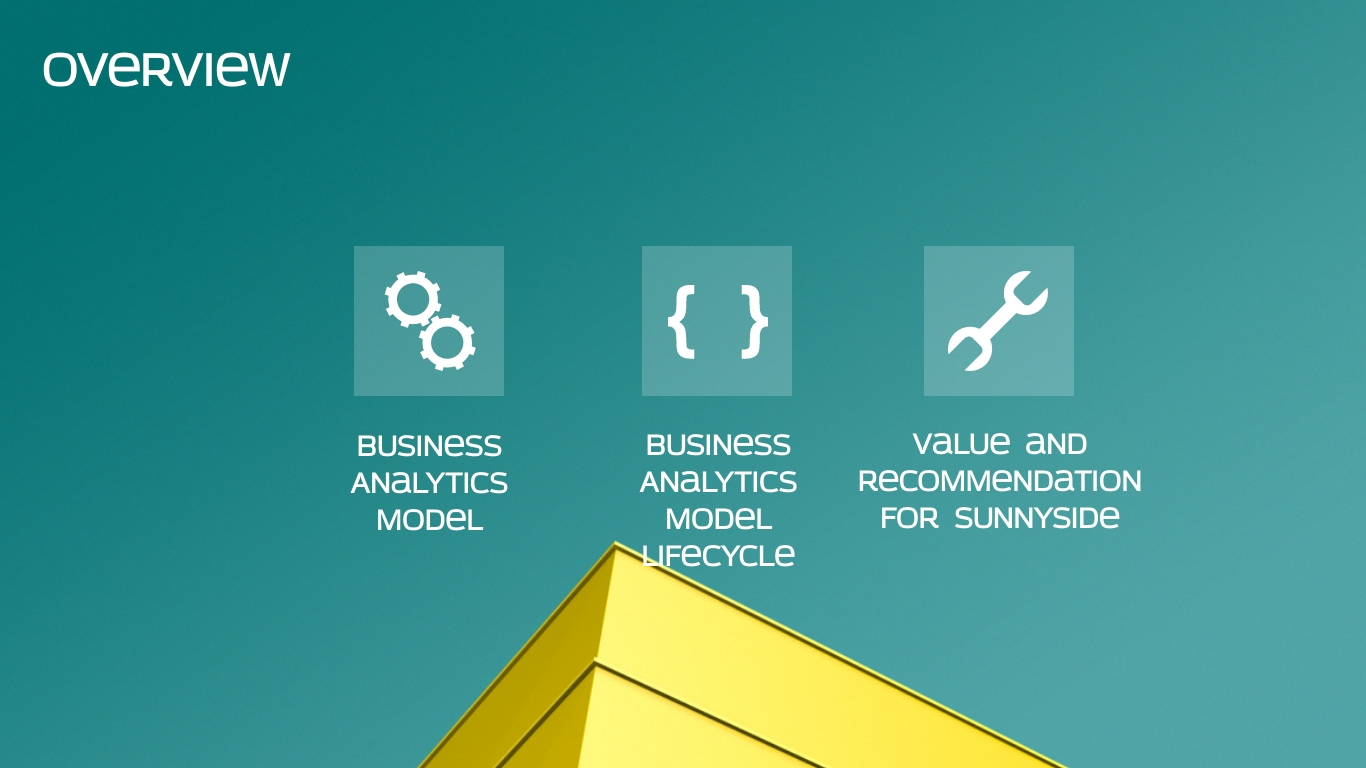 OVERVIEW
BUSINESS
ANALYTICS
MODEL
BUSINESS
ANALYTICS
MODEL
LIFECYCLE
VALUE AND
RECOMMENDATION
FOR SUNNYSIDE